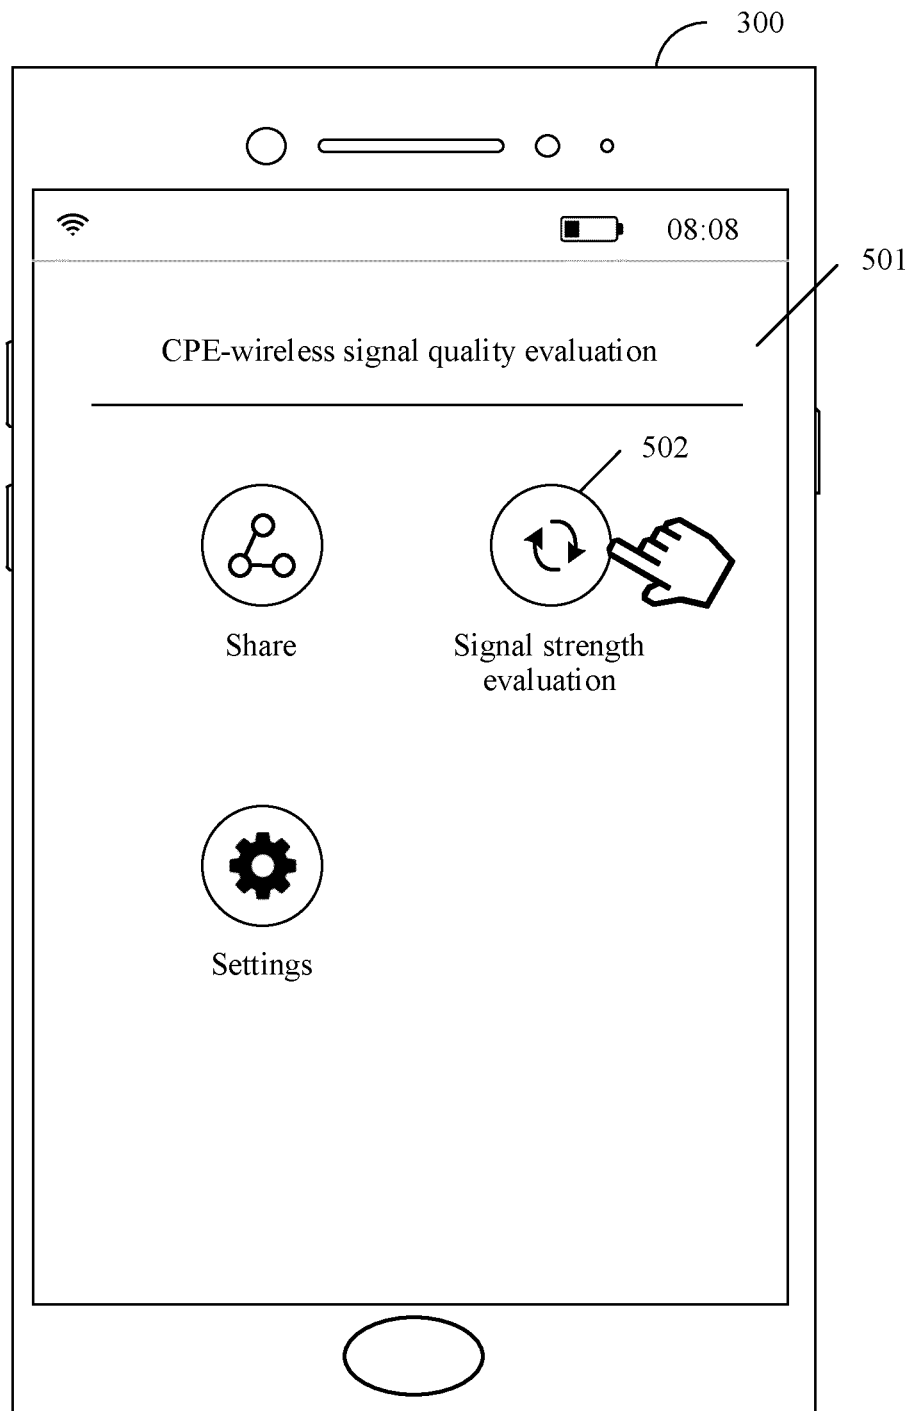 300
08:08
501
CPE-wireless signal quality evaluation
502
Share
Signal strength
evaluation
Settings